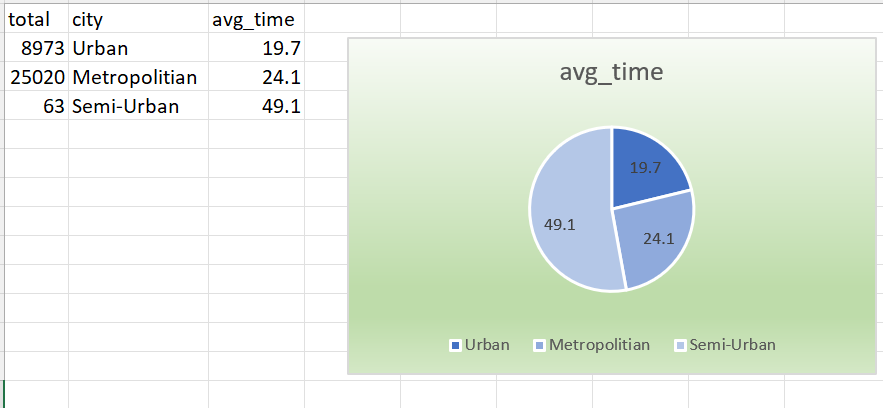 total city avg_time
8973 Urban 19.7
25020 Metropolitian 24.1
63 Semi-Urban 49.1
avg_time
19.7
49.1
24.1
Urban Metropolitian Semi-Urban